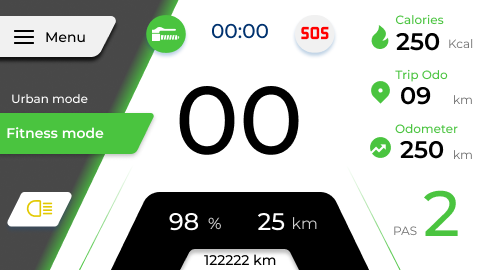 Menu
00:00
SOS
Calories
250 Kcal
Urban mode
Fitness mode
00
Trip Odo
09 km
Odometer
250 km
98 %
25 km
PAS 2
122222 km